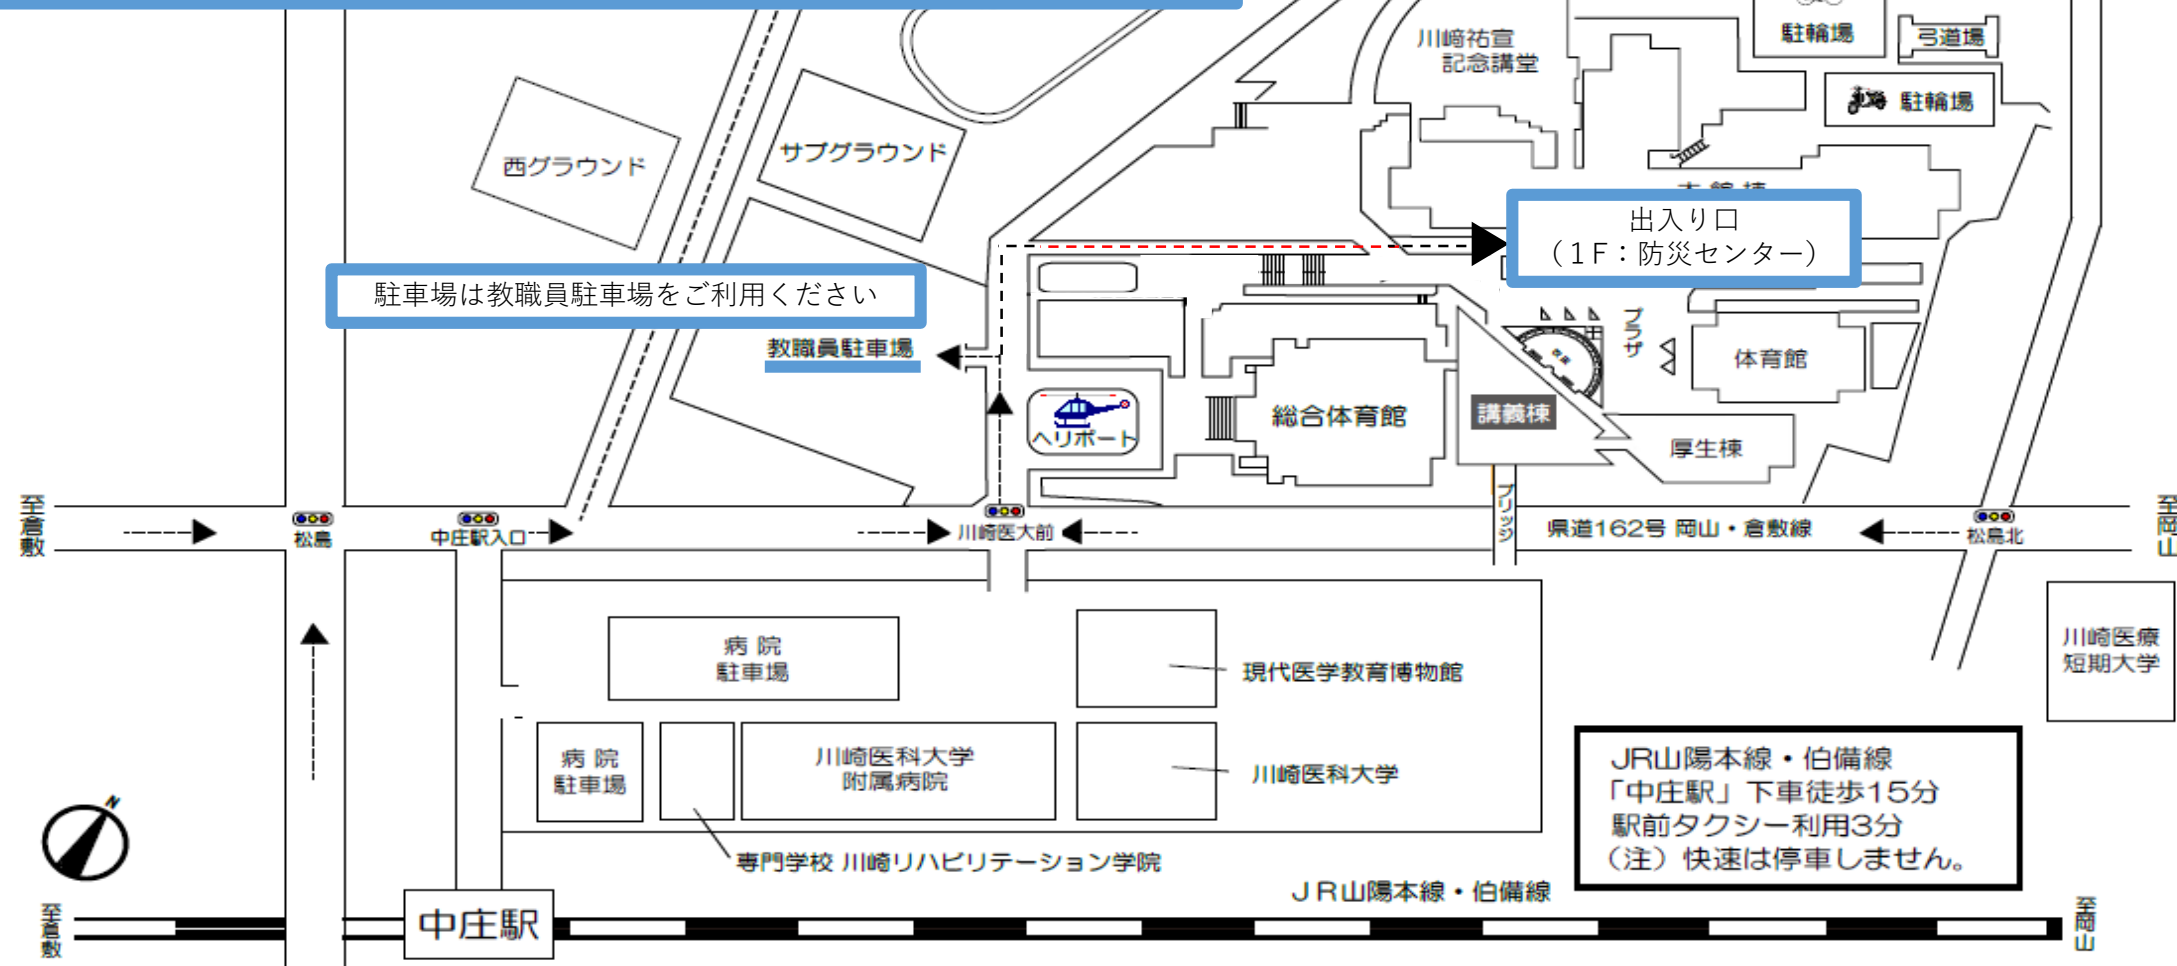 川﨑祐宣
記念講堂
駐輪場
弓道場
駐輪場
西グラウンド
サブグラウンド
本館棟
出入り口
（1F：防災センター）
駐車場は教職員駐車場をご利用ください
教職員駐車場
プラザ
体育館
ヘリポート
総合体育館
講義棟
厚生棟
至倉敷
松島
中庄駅入口
川崎医大前
ブリッジ
県道162号 岡山・倉敷線
松島北
至岡山
病 院
駐車場
現代医学教育博物館
川崎医療
短期大学
病 院
駐車場
川崎医科大学
附属病院
川崎医科大学
JR山陽本線・伯備線
「中庄駅」下車徒歩15分
駅前タクシー利用3分
（注）快速は停車しません。
N
専門学校 川崎リハビリテーション学院
JR山陽本線・伯備線
至倉敷
中庄駅
至岡山